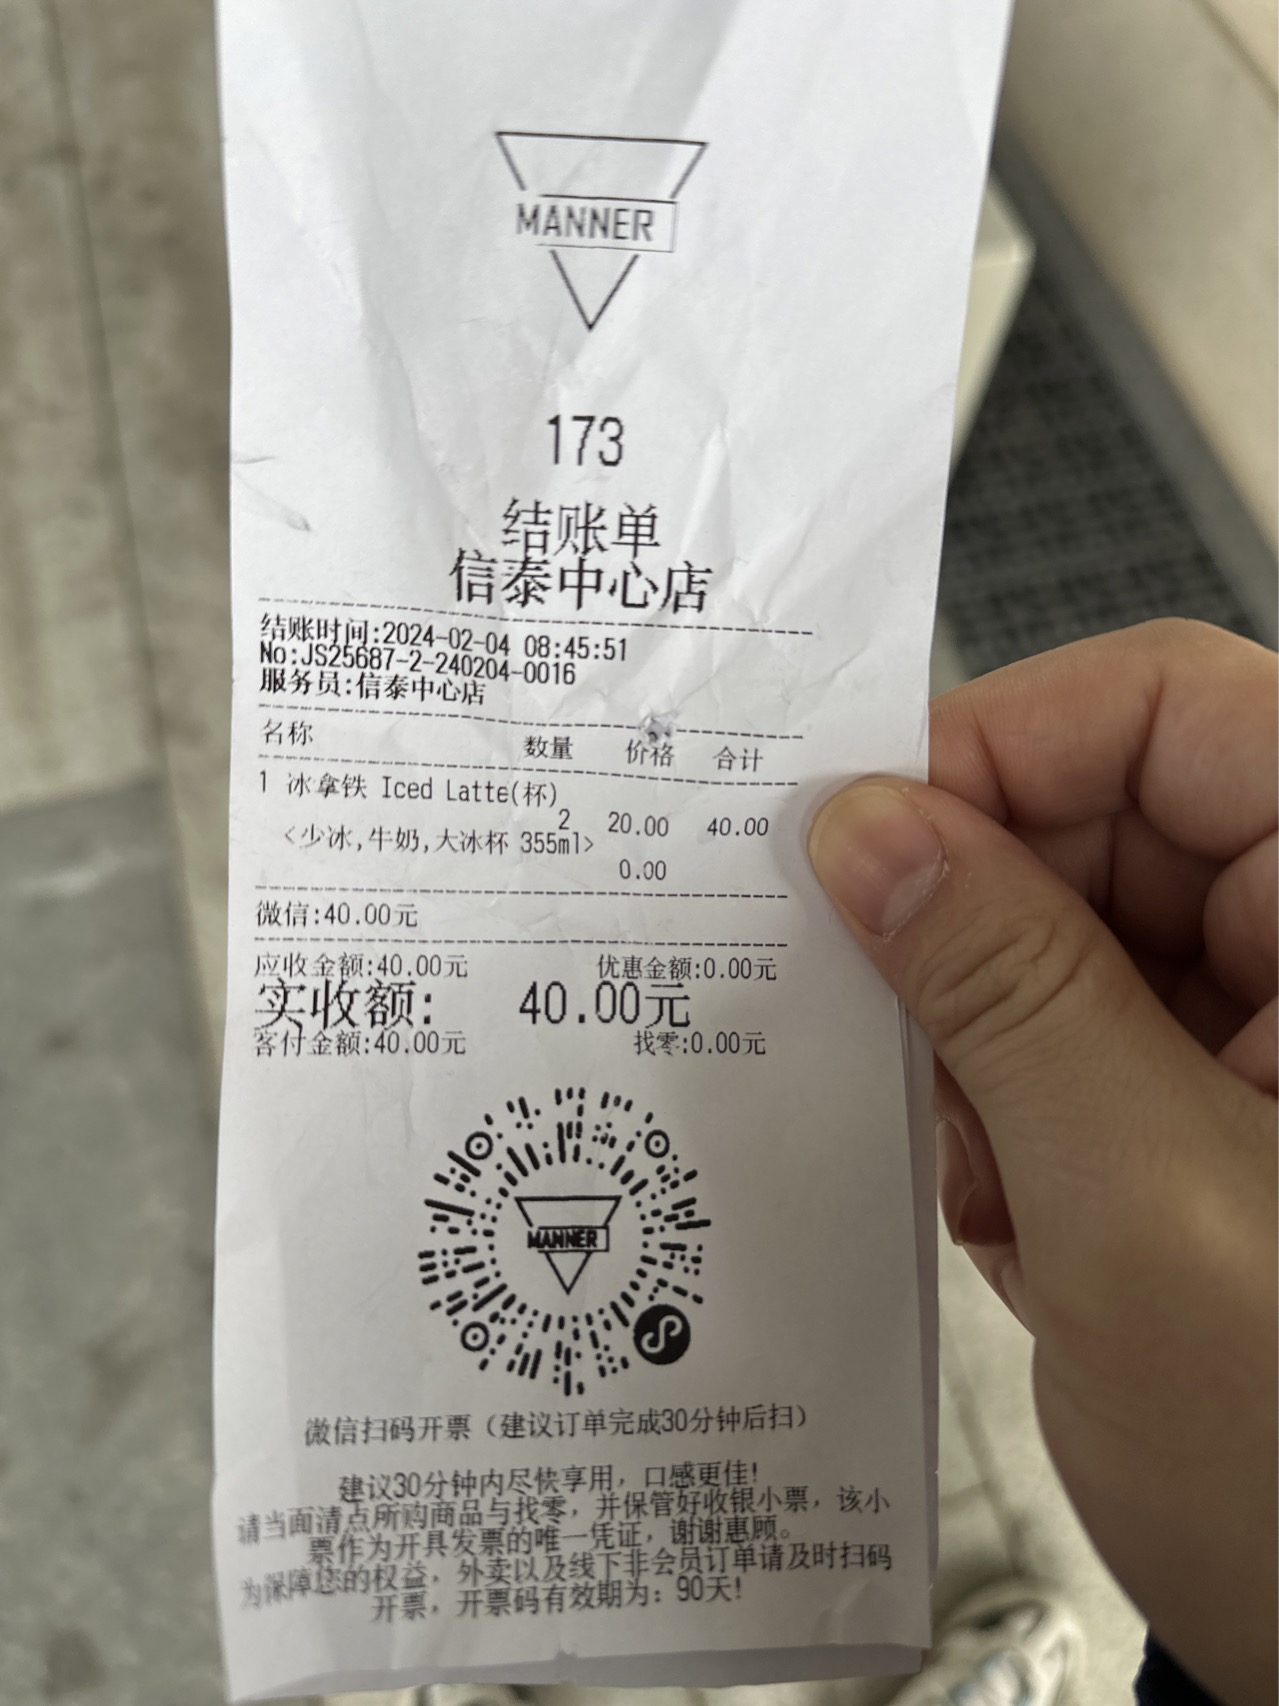 MANNER
173
结账单
信泰中心店
结账时间:2024-02-04 08:45:51
No:JS25687-2-240204-0016
服务员:信泰中心店
名称 数量 价格 合计
1 冰拿铁 Iced Latte(杯)
2 20.00 40.00
<少冰,牛奶,大冰杯 355ml>
0.00
微信:40.00元
应收金额:40.00元 优惠金额:0.00元
实收额: 40.00元
客付金额:40.00元 找零:0.00元
MANNER
微信扫码开票（建议订单完成30分钟后扫）
建议30分钟内尽快享用，口感更佳!
请当面清点所购商品与找零，并保管好收银小票，该小
票作为开具发票的唯一凭证，谢谢惠顾。
为保障您的权益，外卖以及线下非会员订单请及时扫码
开票，开票码有效期为：90天!